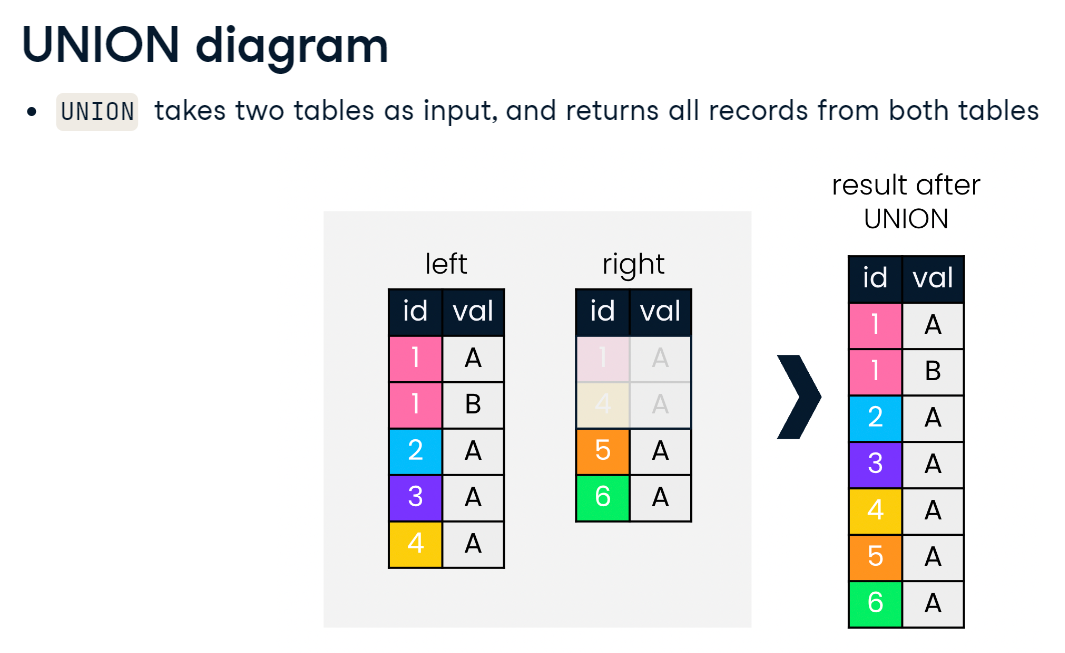 UNION diagram
• UNION takes two tables as input, and returns all records from both tables
result after
UNION
left
id val
1 A
1 B
2 A
3 A
4 A
right
id val
1 A
4 A
5 A
6 A
id val
1 A
1 B
2 A
3 A
4 A
5 A
6 A